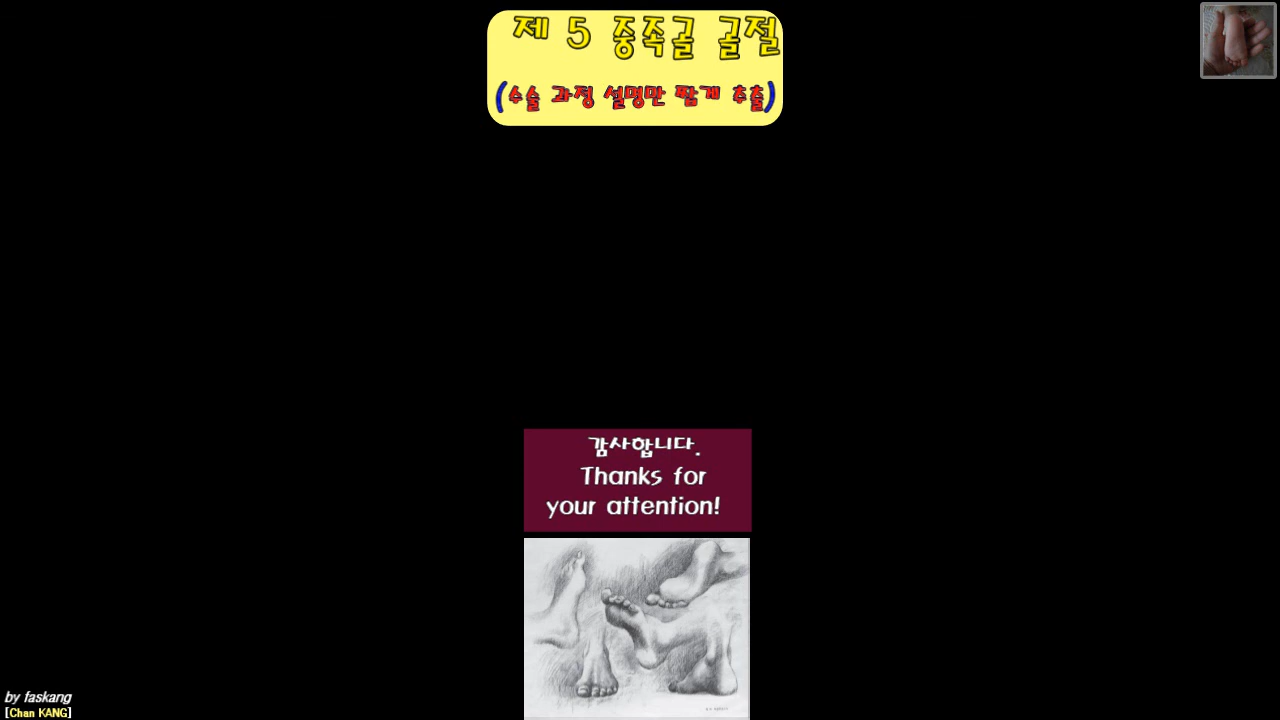 제 5 중족골 골절
(수술 과정 설명만 짧게 추출)
감사합니다.
Thanks for
your attention!
by faskang
[Chan KANG]